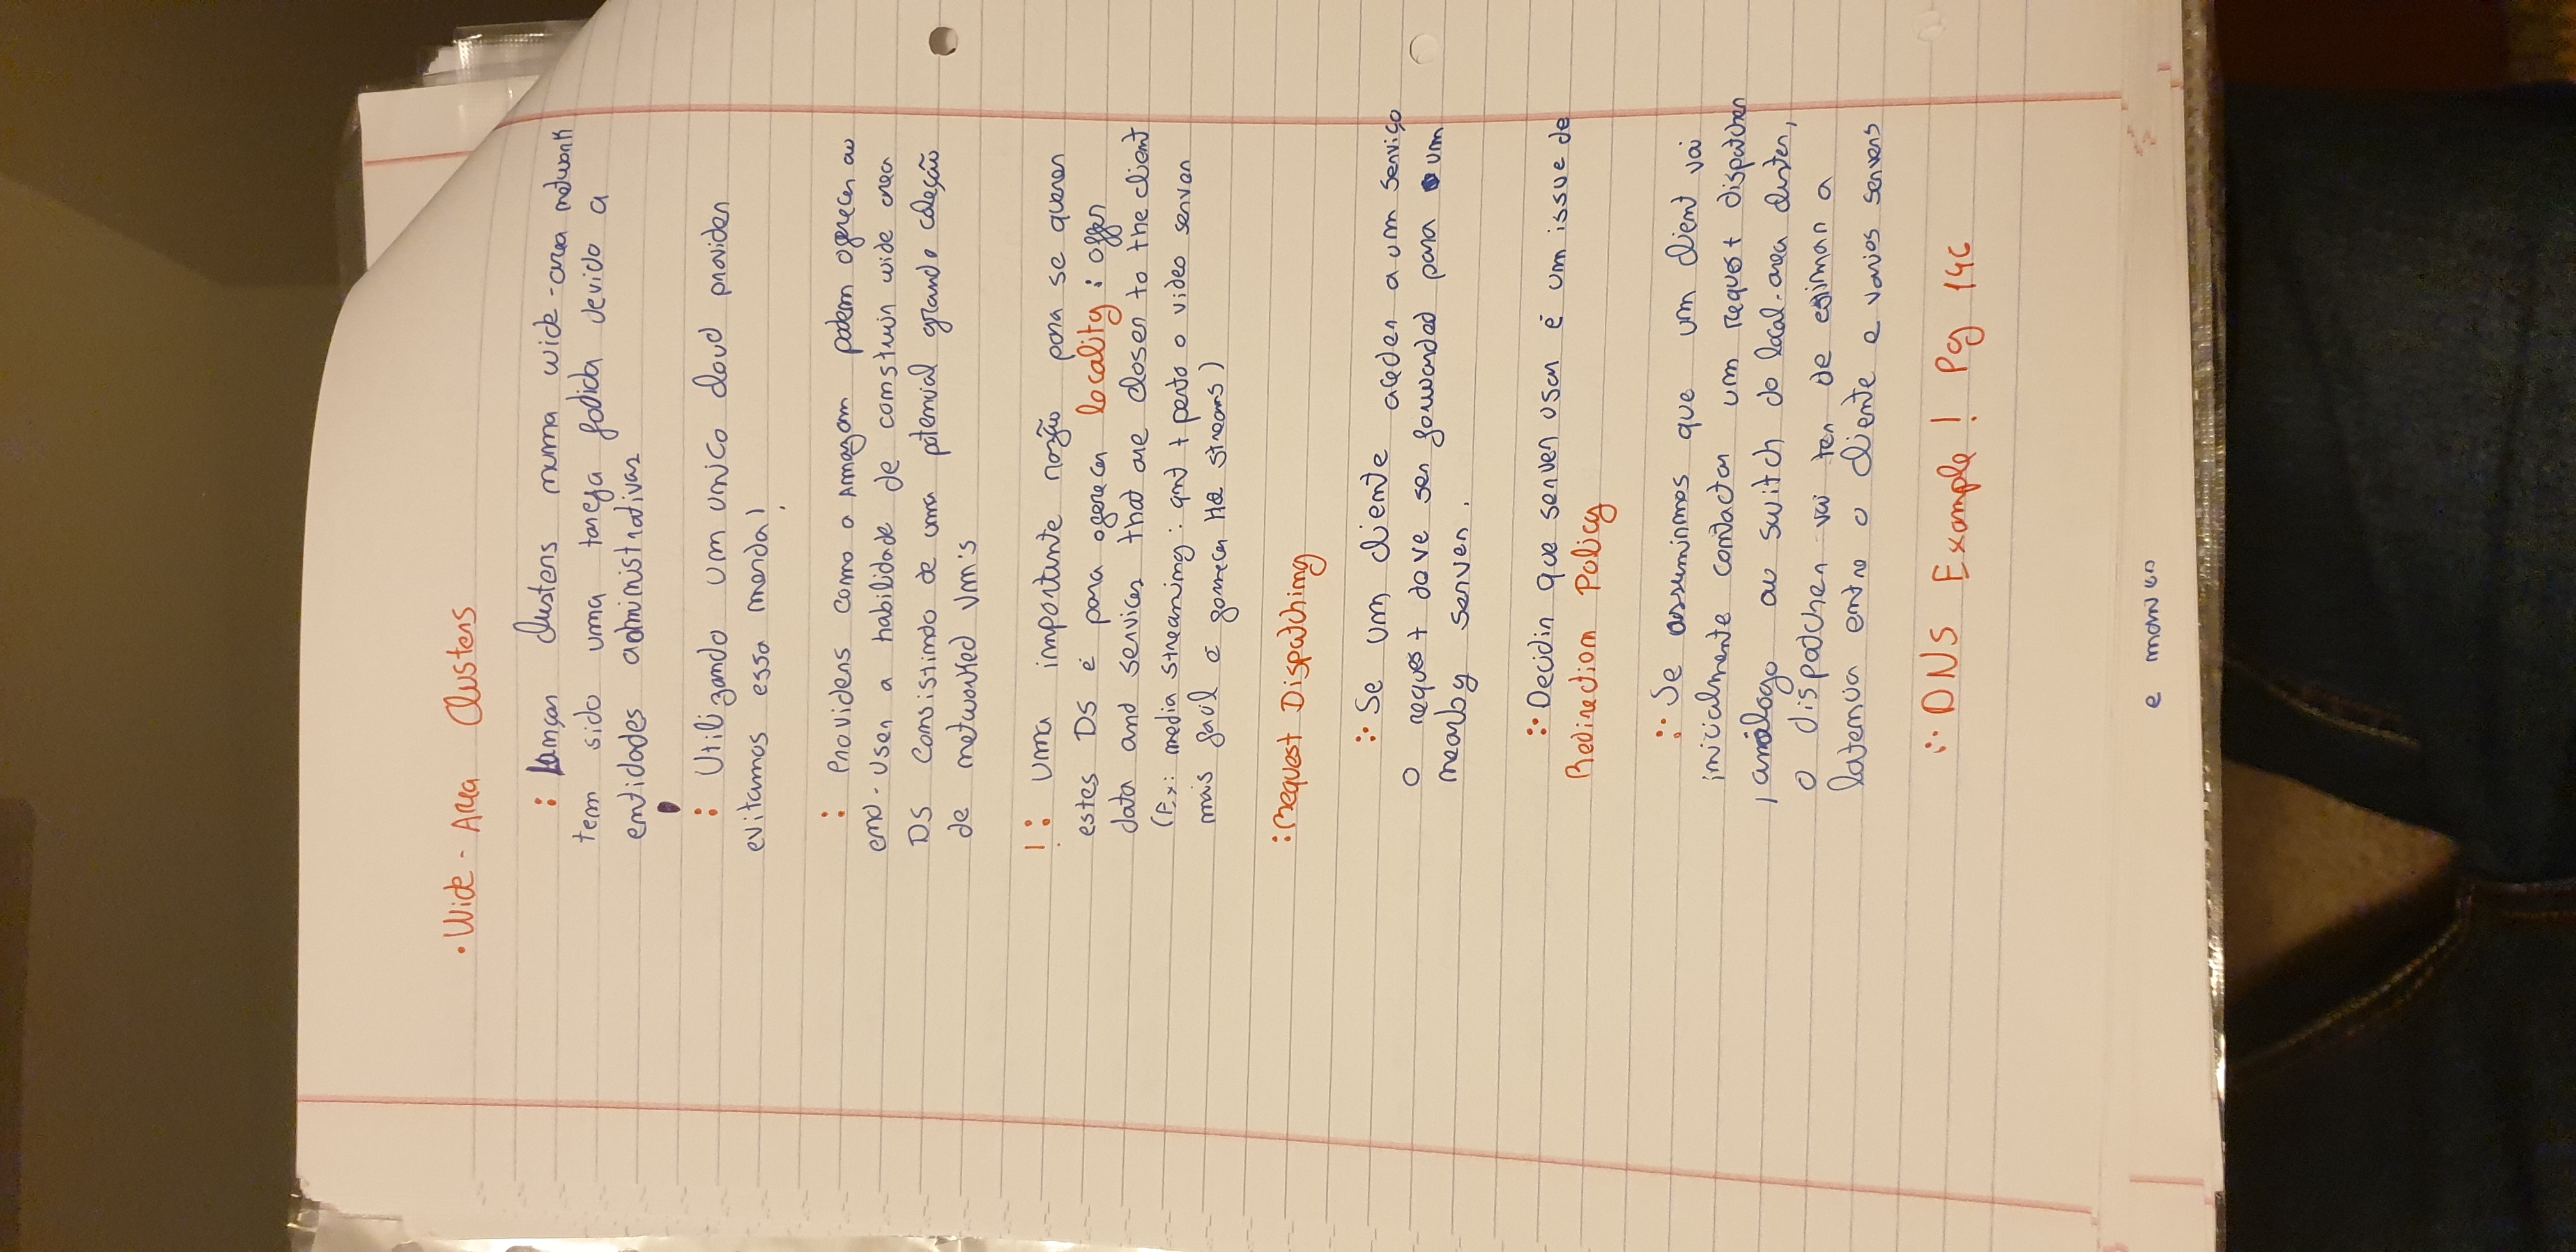 • Wide - Area Clusters
: Lançar clusters numa wide-area network
tem sido uma tarefa fodida devido a
entidades administrativas
: Utilizando um unico cloud provider
evitamos essa merda!
: Providers como a Amazon podem oferecer ao
end-user a habilidade de construir wide area
DS consistindo de uma potencial grande coleção
de networked Vm's
! : Uma importante razão para se querer
estes DS é para oferecer locality : offer
data and services that are closer to the client
(Ex: media streaming : qnt + perto o video server
mais facil é fornecer HQ streams)
: Request Dispatching
:· Se um cliente aceder a um serviço
o request deve ser forwarded para um
nearby server.
:· Decidir que server usar é um issue de
Redirection Policy
:· Se assumirmos que um client vai
inicialmente contactar um request dispatcher
, análogo ao switch do local-area cluster,
o dispatcher vai ter de estimar a
latencia entre o cliente e varios servers
:· DNS Example! Pg 146
e